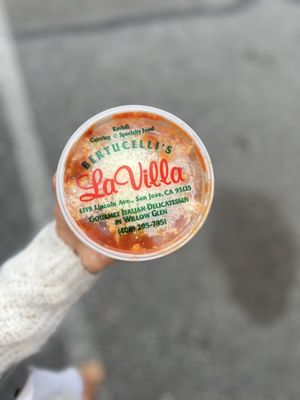 Ravioli
Catering ◇ Specialty Food
BERTUCELLI'S
La Villa
1319 Lincoln Ave., San Jose, CA 95125
Gourmet Italian Delicatessen
in Willow Glen
(408) 295-7851